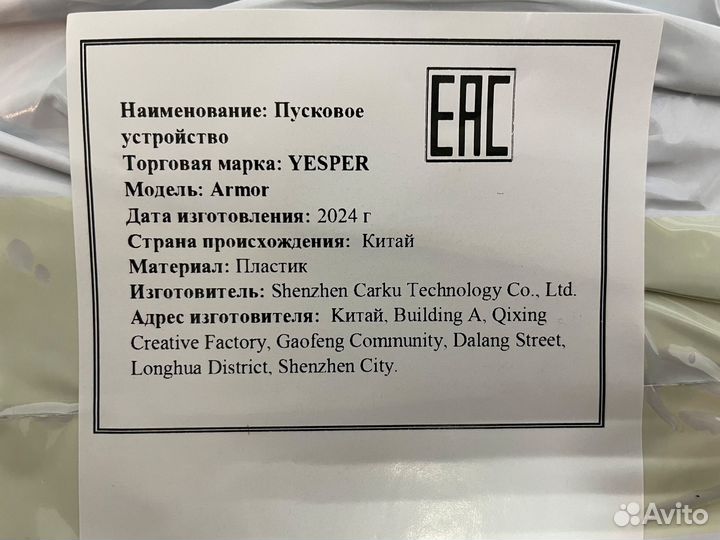 EAC
Наименование: Пусковое
устройство
Торговая марка: YESPER
Модель: Armor
Дата изготовления: 2024 г
Страна происхождения: Китай
Материал: Пластик
Изготовитель: Shenzhen Carku Technology Co., Ltd.
Адрес изготовителя: Китай, Building A, Qixing
Creative Factory, Gaofeng Community, Dalang Street,
Longhua District, Shenzhen City.
Avito